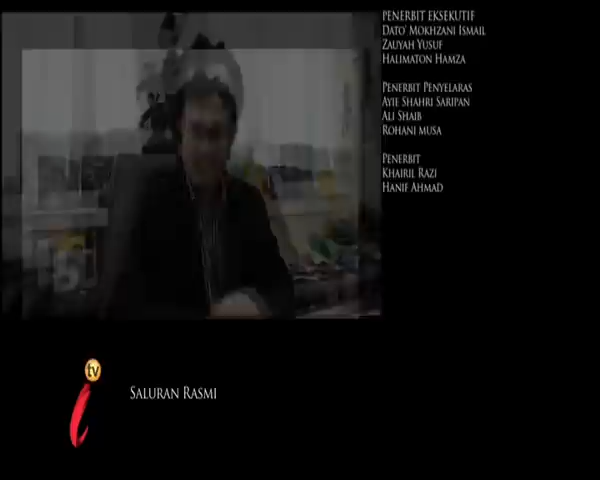 PENERBIT EKSEKUTIF
DATO' MOKHZANI ISMAIL
ZAUYAH YUSUF
HALIMATON HAMZA
PENERBIT PENYELARAS
AYIE SHAHRI SARIPAN
ALI SHAIB
ROHANI MUSA
PENERBIT
KHAIRIL RAZI
HANIF AHMAD
tv
i
SALURAN RASMI